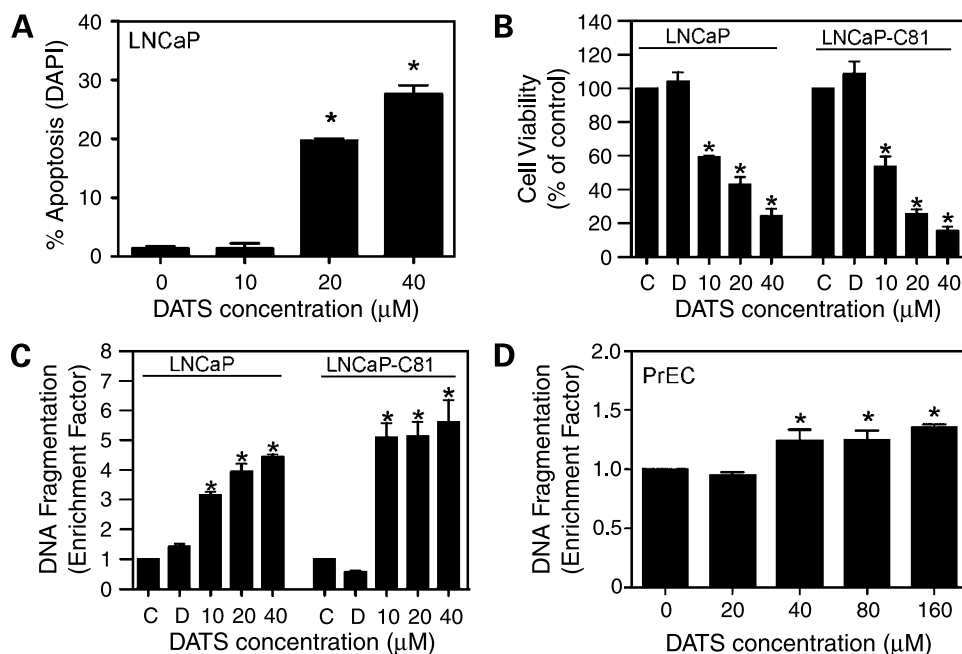 A
LNCaP
% Apoptosis (DAPI)
40
30
20
10
0
*
*
0 10 20 40
DATS concentration (μM)
B
LNCaP LNCaP-C81
Cell Viability
(% of control)
140
120
100
80
60
40
20
0
* * * * * *
C D 10 20 40 C D 10 20 40
DATS concentration (μM)
C
LNCaP LNCaP-C81
DNA Fragmentation
(Enrichment Factor)
8
7
6
5
4
3
2
1
0
* * * * * *
C D 10 20 40 C D 10 20 40
DATS concentration (μM)
D
PrEC
DNA Fragmentation
(Enrichment Factor)
2.0
1.5
1.0
0.5
0
* * *
0 20 40 80 160
DATS concentration (μM)